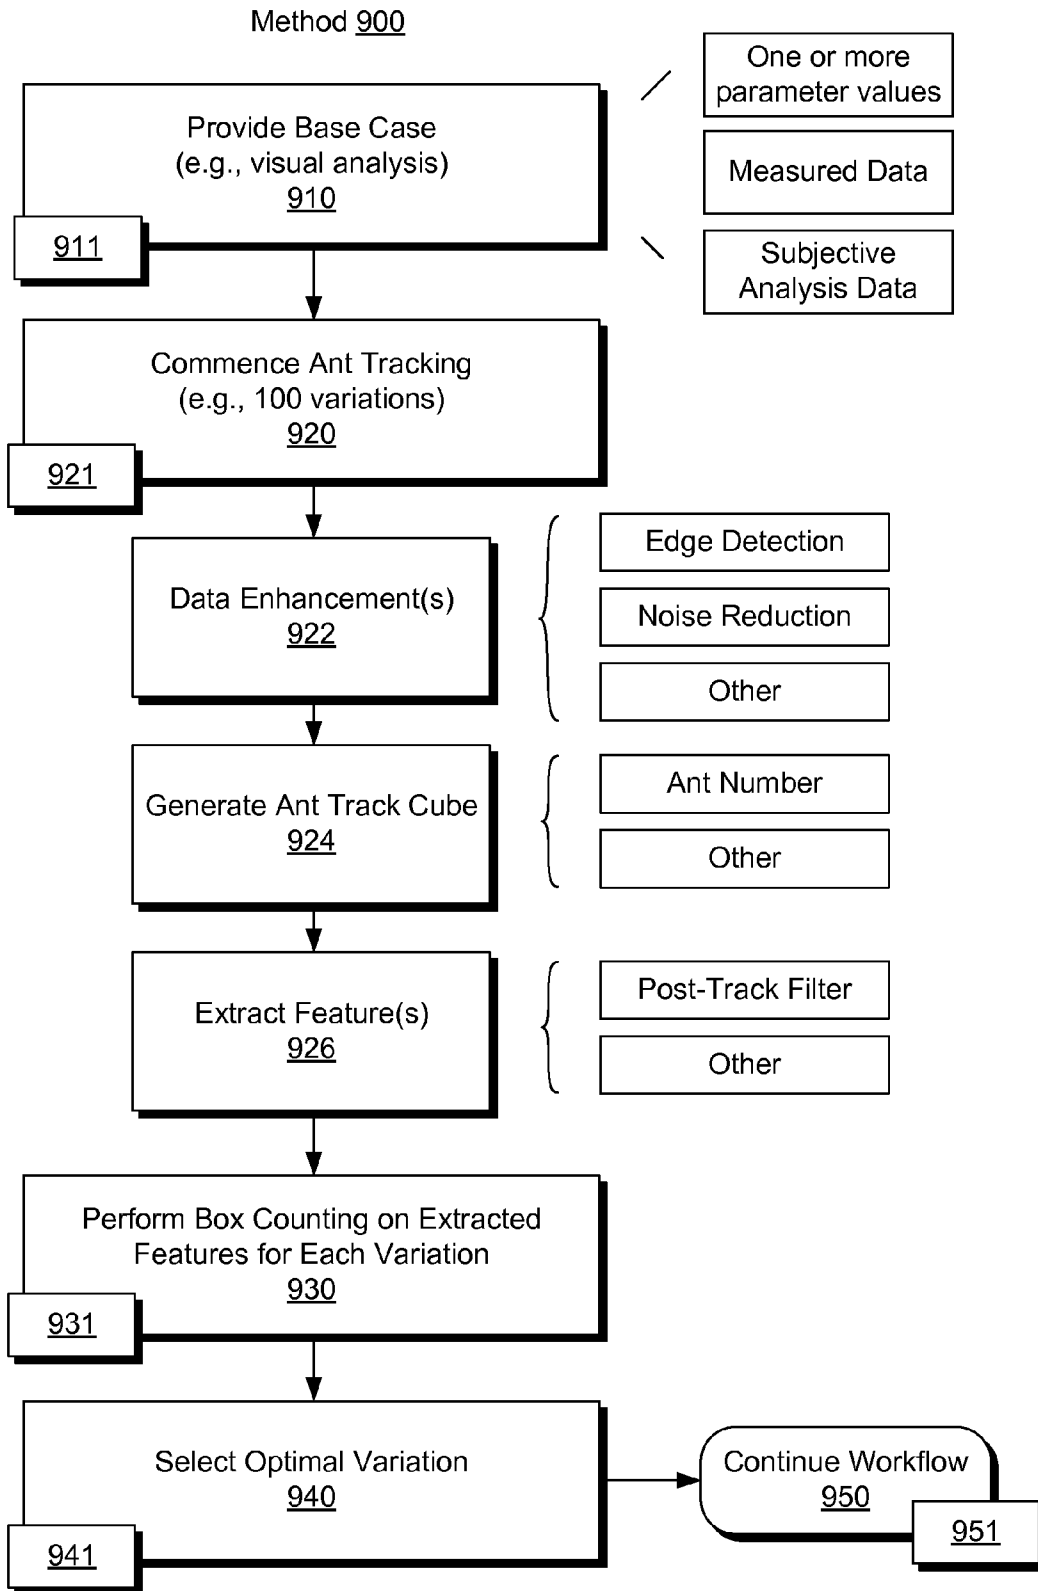 Method 900
Provide Base Case
(e.g., visual analysis)
910
911
One or more
parameter values
Measured Data
Subjective
Analysis Data
Commence Ant Tracking
(e.g., 100 variations)
920
921
Data Enhancement(s)
922
Edge Detection
Noise Reduction
Other
Generate Ant Track Cube
924
Ant Number
Other
Extract Feature(s)
926
Post-Track Filter
Other
Perform Box Counting on Extracted
Features for Each Variation
930
931
Select Optimal Variation
940
941
Continue Workflow
950
951